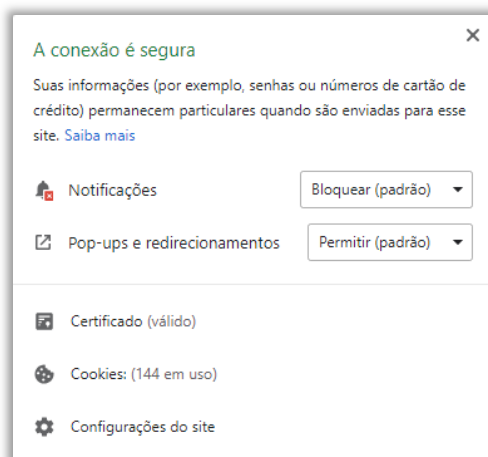 A conexão é segura
Suas informações (por exemplo, senhas ou números de cartão de
crédito) permanecem particulares quando são enviadas para esse
site. Saiba mais
Notificações Bloquear (padrão)
Pop-ups e redirecionamentos Permitir (padrão)
Certificado (válido)
Cookies: (144 em uso)
Configurações do site